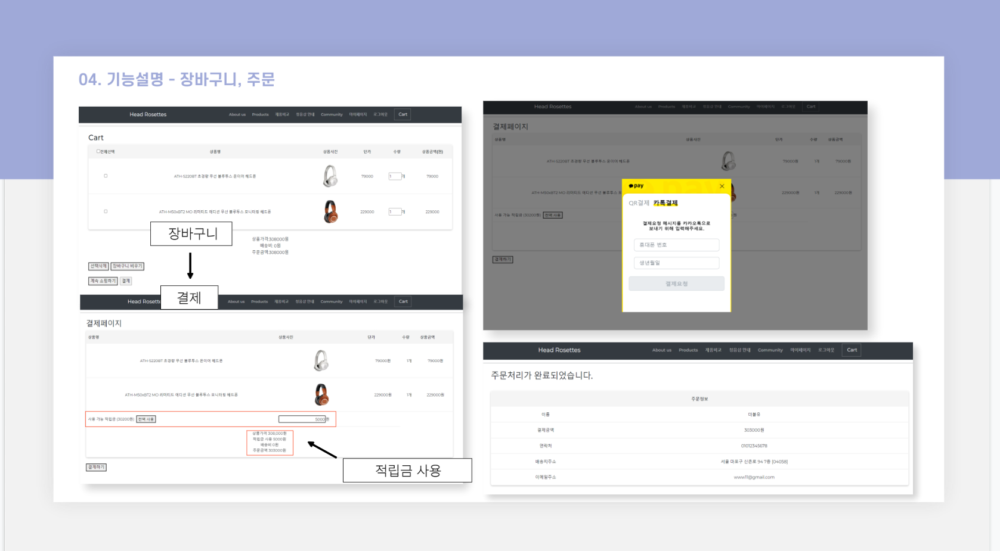 04. 기능설명 - 장바구니, 주문
Head Rosettes About us Products 제품비교 청음샵 안내 Community 마이페이지 로그아웃 Cart
Cart
전체선택 상품명 상품사진 단가 수량 상품금액(원)
ATH-S220BT 초경량 무선 블루투스 온이어 헤드폰 79000 1 개 79000
ATH-M50xBT2 MO 리미티드 에디션 무선 블루투스 모니터링 헤드폰 229000 1 개 229000
장바구니
상품가격:308000원
배송비: 0원
주문금액:308000원
선택삭제 장바구니 비우기
계속 쇼핑하기 결제
결제
Head Rosette About us Products 제품비교 청음샵 안내 Community 마이페이지 로그아웃 Cart
결제페이지
상품명 상품사진 단가 수량 상품금액
ATH-S220BT 초경량 무선 블루투스 온이어 헤드폰 79000원 1개 79000원
ATH-M50xBT2 MO 리미티드 에디션 무선 블루투스 모니터링 헤드폰 229000원 1개 229000원
사용 가능 적립금 (30200원) 전액 사용 5000 원
상품가격 308,000원
적립금 사용 5000원
배송비 0원
주문금액 303000원
적립금 사용
결제하기
Head Rosettes About us Products 제품비교 청음샵 안내 Community 마이페이지 로그아웃 Cart
결제페이지
상품명 상품사진 단가 수량 상품금액
ATH-S220BT 초경량 무선 블루투스 온이어 헤드폰 79000원 1개 79000원
ATH-M50xBT2 MO 리미티드 에디션 무선 블루투스 229000원 1개 229000원
사용 가능 적립금 (30200원) 전액 사용 원
결제하기
pay
QR결제 카톡결제
결제요청 메시지를 카카오톡으로
보내기 위해 입력해주세요.
휴대폰 번호
생년월일
결제요청
Head Rosettes About us Products 제품비교 청음샵 안내 Community 마이페이지 로그아웃 Cart
주문처리가 완료되었습니다.
주문정보
이름 더블유
결제금액 303000원
연락처 01012345678
배송지주소 서울 마포구 신촌로 94 7층 [04058]
이메일주소 www11@gmail.com